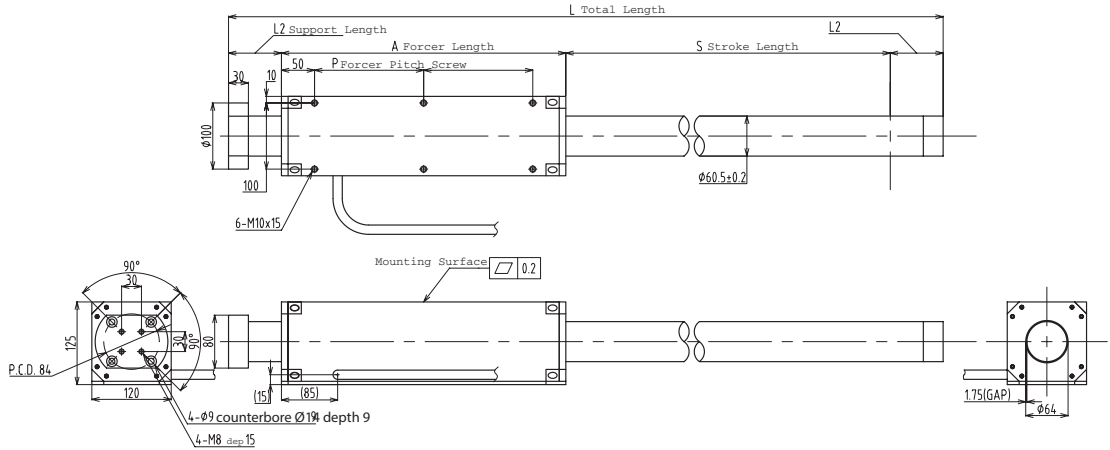 L Total Length
L2 Support Length
A Forcer Length
S Stroke Length
L2
50
P Forcer Pitch Screw
30
10
Φ100
100
Φ60.5±0.2
6-M10x15
Mounting Surface
0.2
90°
30
125
30
90°
80
P.C.D. 84
120
(15)
(85)
1.75(GAP)
Φ64
4-Φ9 counterbore Ø14 depth 9
4-M8 dep 15